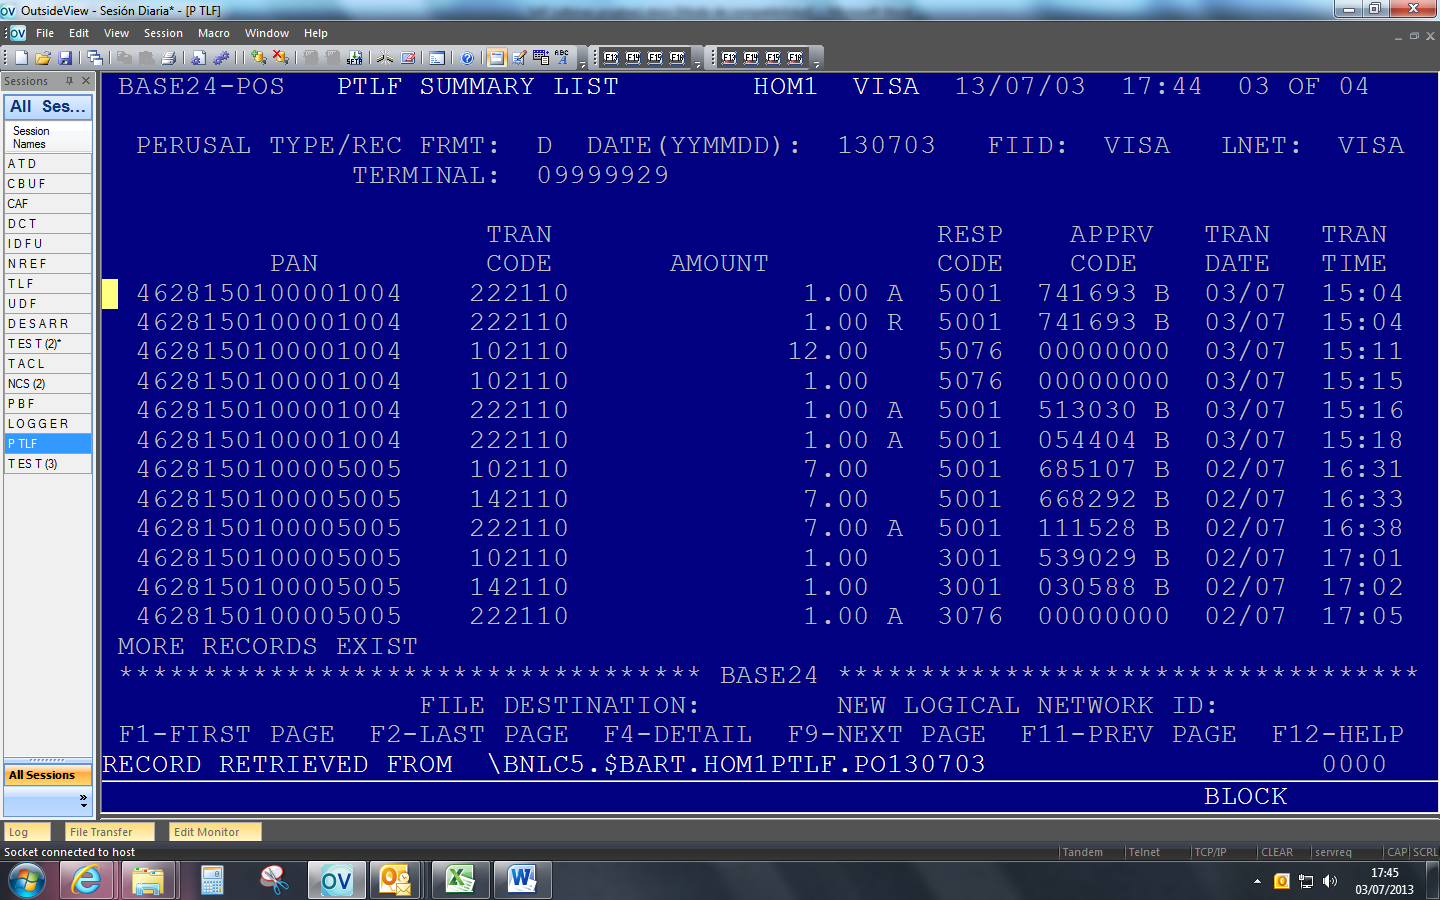 OV OutsideView - Sesión Diaria* - [P TLF]
OV File Edit View Session Macro Window Help
SFTP ABC F13 F14 F15 F16 F13 F14 F15 F16
Sessions
All Ses...
Session
Names
ATD
CBUF
CAF
DCT
IDFU
NREF
TLF
UDF
DESARR
TEST(2)*
TACL
NCS (2)
PBF
LOGGER
P TLF
TEST(3)
All Sessions
»
BASE24-POS PTLF SUMMARY LIST HOM1 VISA 13/07/03 17:44 03 OF 04
PERUSAL TYPE/REC FRMT: D DATE(YYMMDD): 130703 FIID: VISA LNET: VISA
TERMINAL: 09999929
TRAN RESP APPRV TRAN TRAN
PAN CODE AMOUNT CODE CODE DATE TIME
4628150100001004 222110 1.00 A 5001 741693 B 03/07 15:04
4628150100001004 222110 1.00 R 5001 741693 B 03/07 15:04
4628150100001004 102110 12.00 5076 00000000 03/07 15:11
4628150100001004 102110 1.00 5076 00000000 03/07 15:15
4628150100001004 222110 1.00 A 5001 513030 B 03/07 15:16
4628150100001004 222110 1.00 A 5001 054404 B 03/07 15:18
4628150100005005 102110 7.00 5001 685107 B 02/07 16:31
4628150100005005 142110 7.00 5001 668292 B 02/07 16:33
4628150100005005 222110 7.00 A 5001 111528 B 02/07 16:38
4628150100005005 102110 1.00 3001 539029 B 02/07 17:01
4628150100005005 142110 1.00 3001 030588 B 02/07 17:02
4628150100005005 222110 1.00 A 3076 00000000 02/07 17:05
MORE RECORDS EXIST
*********************************** BASE24 ***********************************
FILE DESTINATION: NEW LOGICAL NETWORK ID:
F1-FIRST PAGE F2-LAST PAGE F4-DETAIL F9-NEXT PAGE F11-PREV PAGE F12-HELP
RECORD RETRIEVED FROM \BNLC5.$BART.HOM1PTLF.PO130703 0000
BLOCK
Log File Transfer Edit Monitor
Socket connected to host Tandem Telnet TCP/IP CLEAR servreq CAP SCRL
OV
17:45
03/07/2013